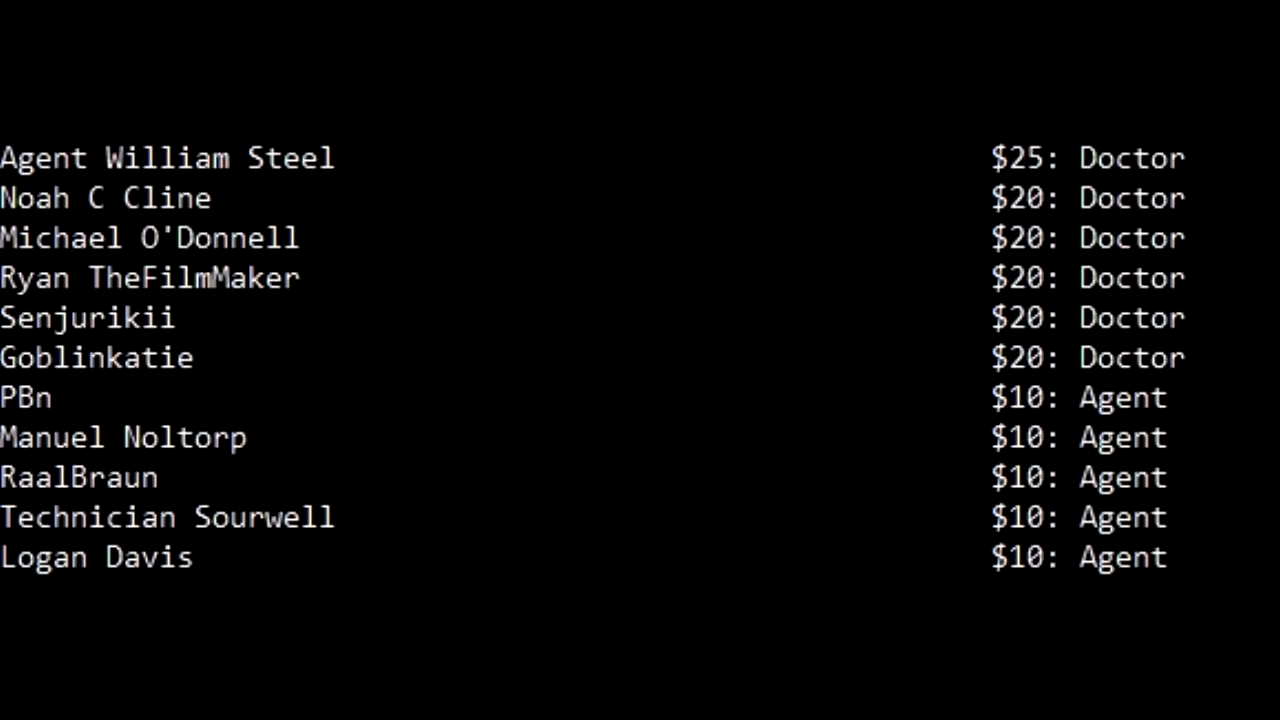 Agent William Steel $25: Doctor
Noah C Cline $20: Doctor
Michael O'Donnell $20: Doctor
Ryan TheFilmMaker $20: Doctor
Senjurikii $20: Doctor
Goblinkatie $20: Doctor
PBn $10: Agent
Manuel Noltorp $10: Agent
RaalBraun $10: Agent
Technician Sourwell $10: Agent
Logan Davis $10: Agent